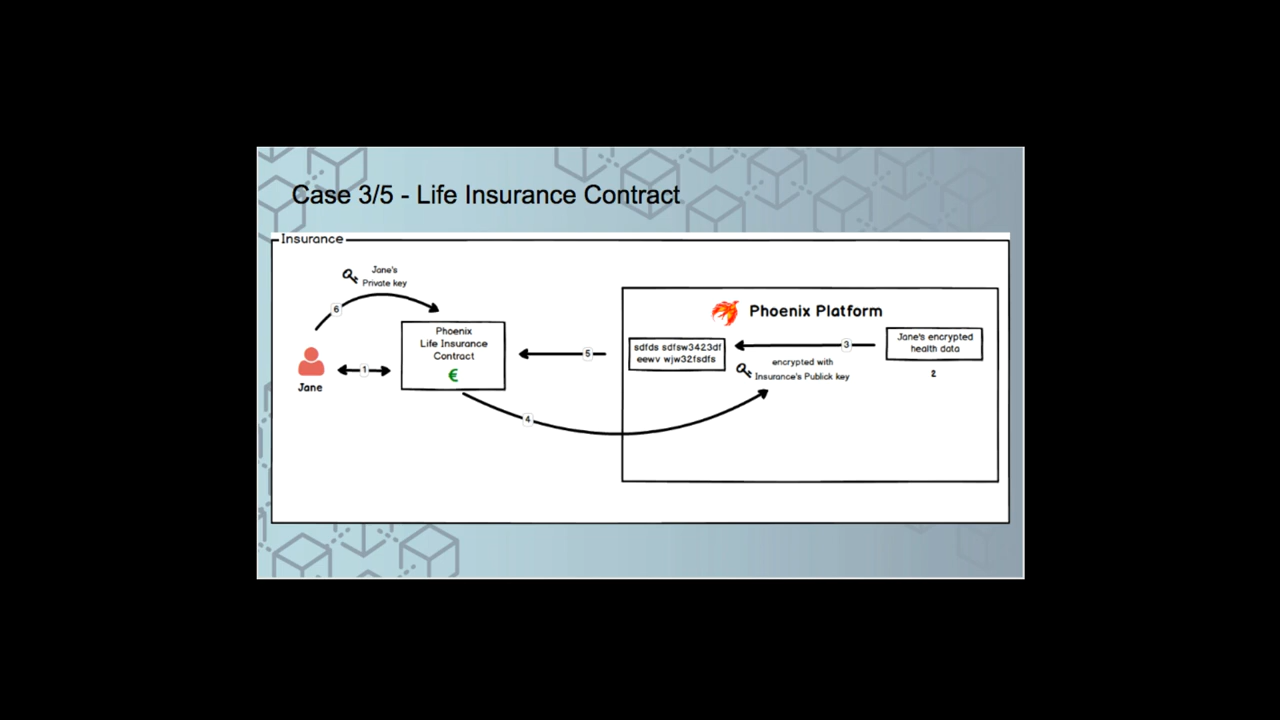 Case 3/5 - Life Insurance Contract
Insurance
Jane's
Private key
6
Phoenix
Life Insurance
Contract
€
1
Jane
5
4
Phoenix Platform
sdfds sdfsw3423df
eewv wjw32fsdfs
3
Jane's encrypted
health data
2
encrypted with
Insurance's Publick key